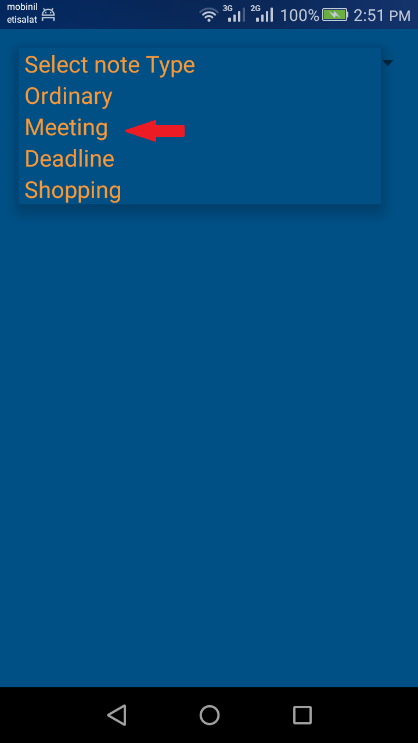 mobinil
etisalat
3G 2G 100% 2:51 PM
Select note Type
Ordinary
Meeting
Deadline
Shopping